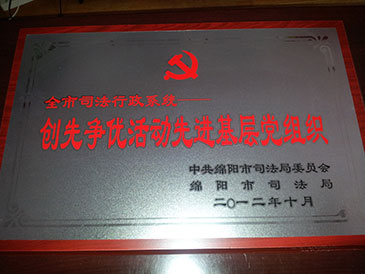 全市司法行政系统
创先争优活动先进基层党组织
中共绵阳市司法局委员会
绵阳市司法局
二〇一二年十月